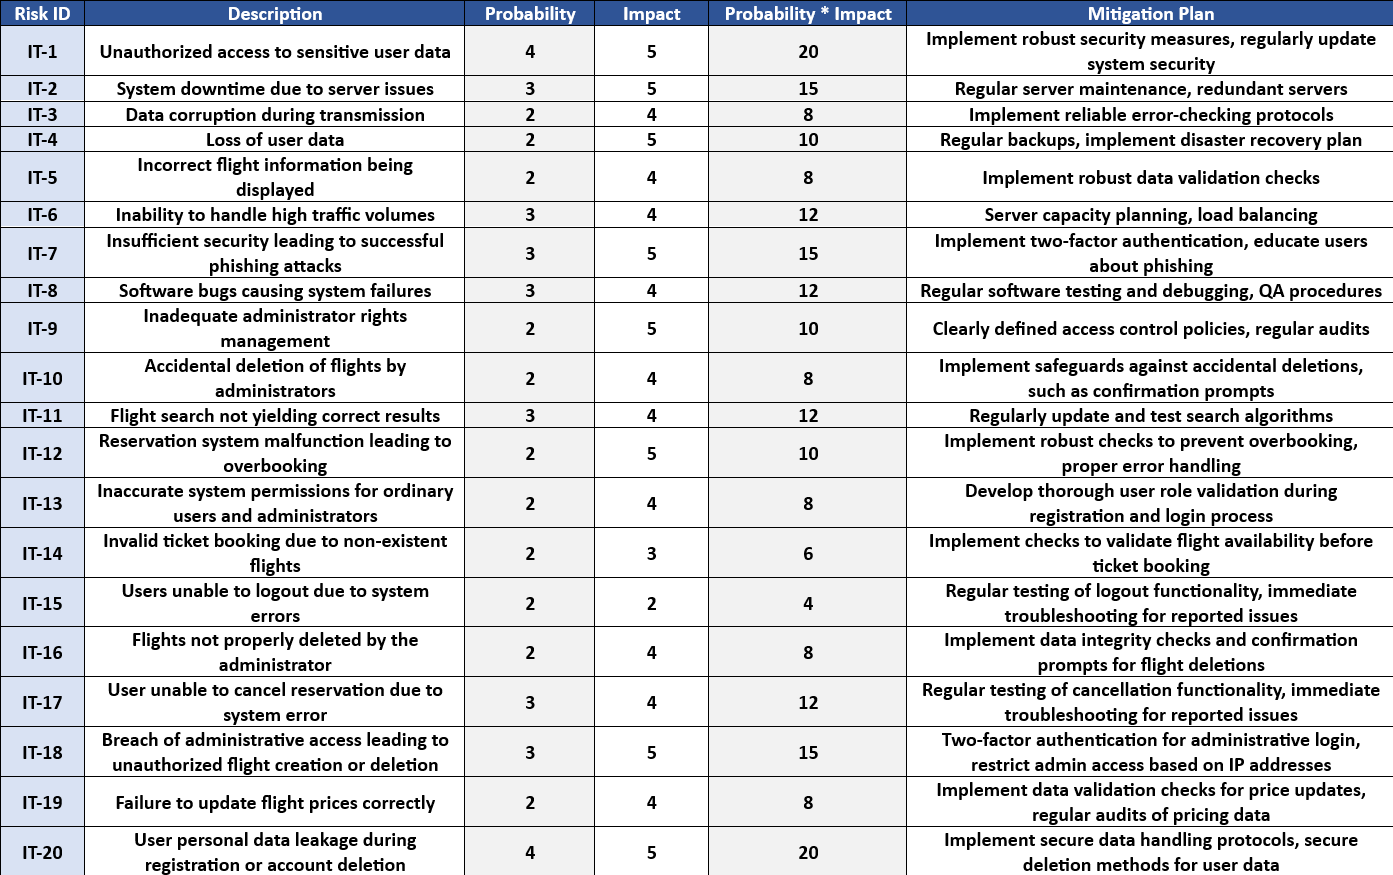 Risk ID Description Probability Impact Probability * Impact Mitigation Plan
IT-1 Unauthorized access to sensitive user data 4 5 20 Implement robust security measures, regularly update
system security
IT-2 System downtime due to server issues 3 5 15 Regular server maintenance, redundant servers
IT-3 Data corruption during transmission 2 4 8 Implement reliable error-checking protocols
IT-4 Loss of user data 2 5 10 Regular backups, implement disaster recovery plan
IT-5 Incorrect flight information being
displayed 2 4 8 Implement robust data validation checks
IT-6 Inability to handle high traffic volumes 3 4 12 Server capacity planning, load balancing
IT-7 Insufficient security leading to successful
phishing attacks 3 5 15 Implement two-factor authentication, educate users
about phishing
IT-8 Software bugs causing system failures 3 4 12 Regular software testing and debugging, QA procedures
IT-9 Inadequate administrator rights
management 2 5 10 Clearly defined access control policies, regular audits
IT-10 Accidental deletion of flights by
administrators 2 4 8 Implement safeguards against accidental deletions,
such as confirmation prompts
IT-11 Flight search not yielding correct results 3 4 12 Regularly update and test search algorithms
IT-12 Reservation system malfunction leading to
overbooking 2 5 10 Implement robust checks to prevent overbooking,
proper error handling
IT-13 Inaccurate system permissions for ordinary
users and administrators 2 4 8 Develop thorough user role validation during
registration and login process
IT-14 Invalid ticket booking due to non-existent
flights 2 3 6 Implement checks to validate flight availability before
ticket booking
IT-15 Users unable to logout due to system
errors 2 2 4 Regular testing of logout functionality, immediate
troubleshooting for reported issues
IT-16 Flights not properly deleted by the
administrator 2 4 8 Implement data integrity checks and confirmation
prompts for flight deletions
IT-17 User unable to cancel reservation due to
system error 3 4 12 Regular testing of cancellation functionality, immediate
troubleshooting for reported issues
IT-18 Breach of administrative access leading to
unauthorized flight creation or deletion 3 5 15 Two-factor authentication for administrative login,
restrict admin access based on IP addresses
IT-19 Failure to update flight prices correctly 2 4 8 Implement data validation checks for price updates,
regular audits of pricing data
IT-20 User personal data leakage during
registration or account deletion 4 5 20 Implement secure data handling protocols, secure
deletion methods for user data